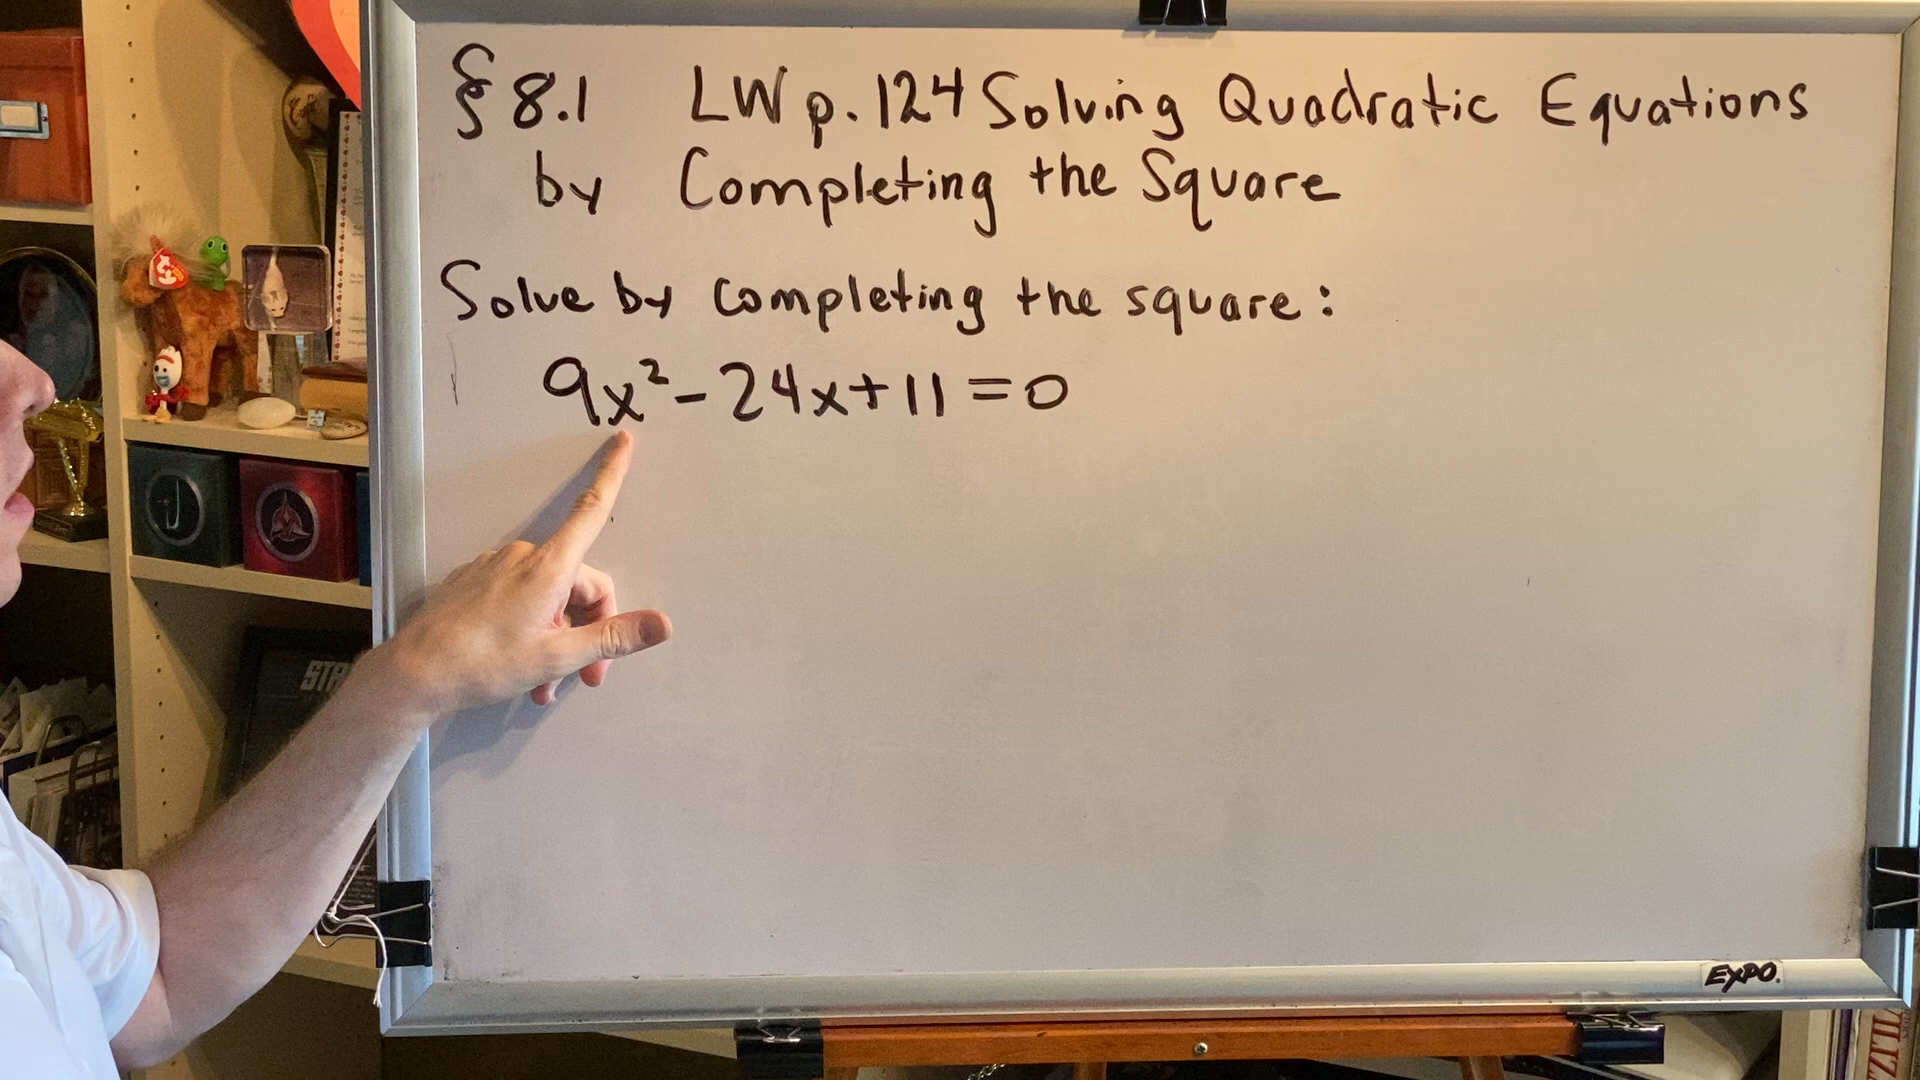 § 8.1 LW p. 124 Solving Quadratic Equations
by Completing the Square
Solve by completing the square:
9x² - 24x + 11 = 0
EXPO.